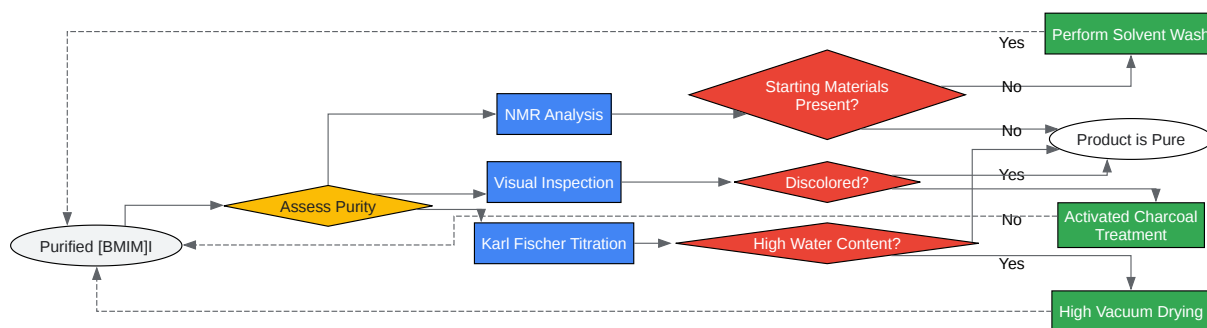 Perform Solvent Wash
Yes
Starting Materials
Present?
No
NMR Analysis
No
Product is Pure
Visual Inspection
Discolored?
Yes
Assess Purity
Activated Charcoal
Treatment
No
Purified [BMIM]I
Karl Fischer Titration
High Water Content?
Yes
High Vacuum Drying